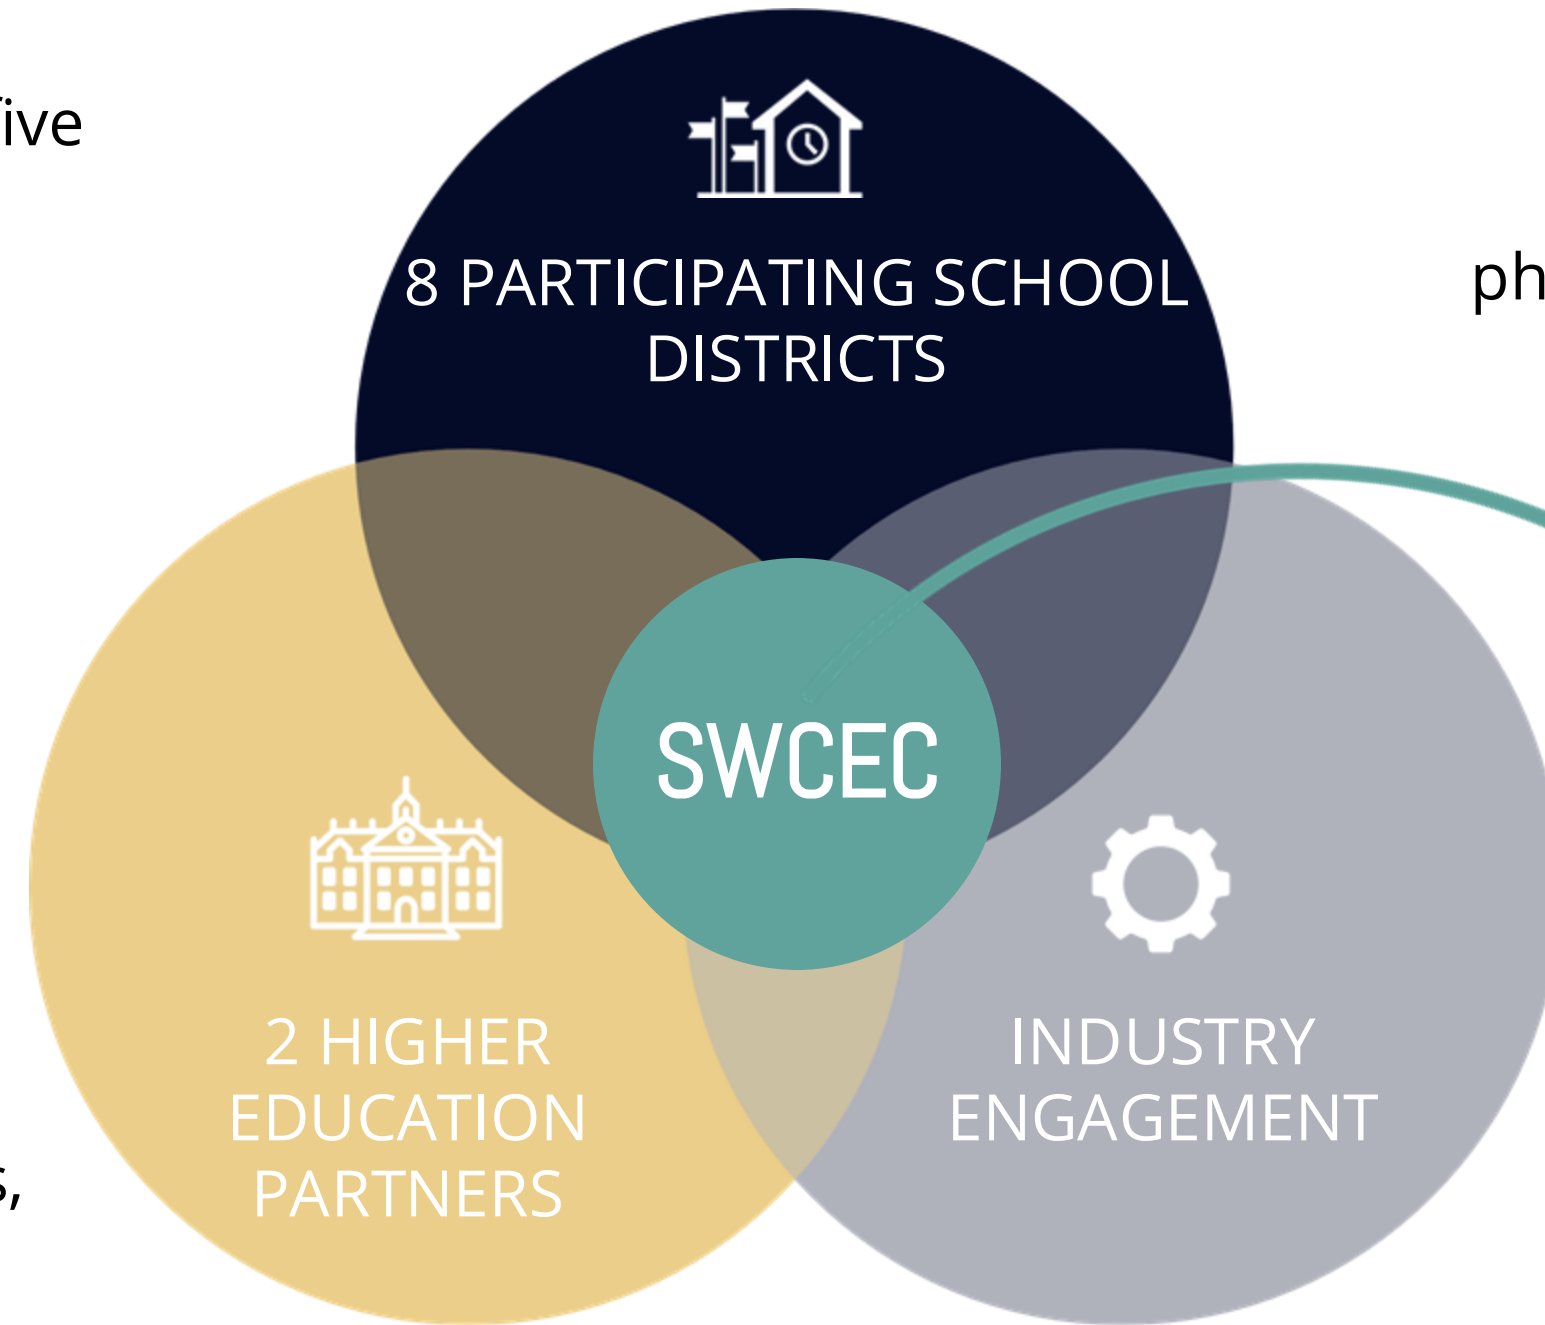 ive
8 PARTICIPATING SCHOOL
DISTRICTS
ph
SWCEC
2 HIGHER
EDUCATION
PARTNERS
INDUSTRY
ENGAGEMENT
s,